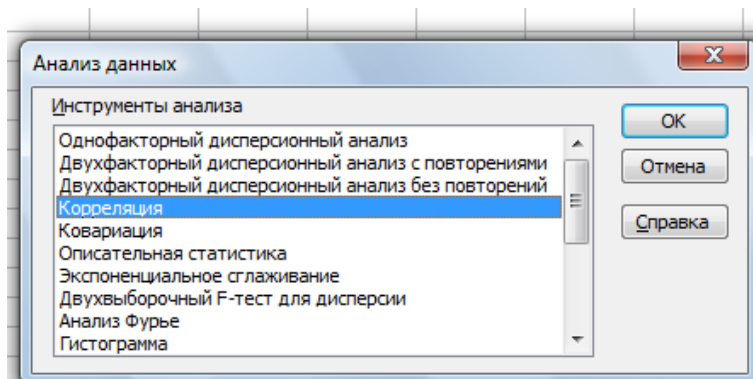 Анализ данных
Инструменты анализа
Однофакторный дисперсионный анализ
Двухфакторный дисперсионный анализ с повторениями
Двухфакторный дисперсионный анализ без повторений
Корреляция
Ковариация
Описательная статистика
Экспоненциальное сглаживание
Двухвыборочный F-тест для дисперсии
Анализ Фурье
Гистограмма
OK
Отмена
Справка